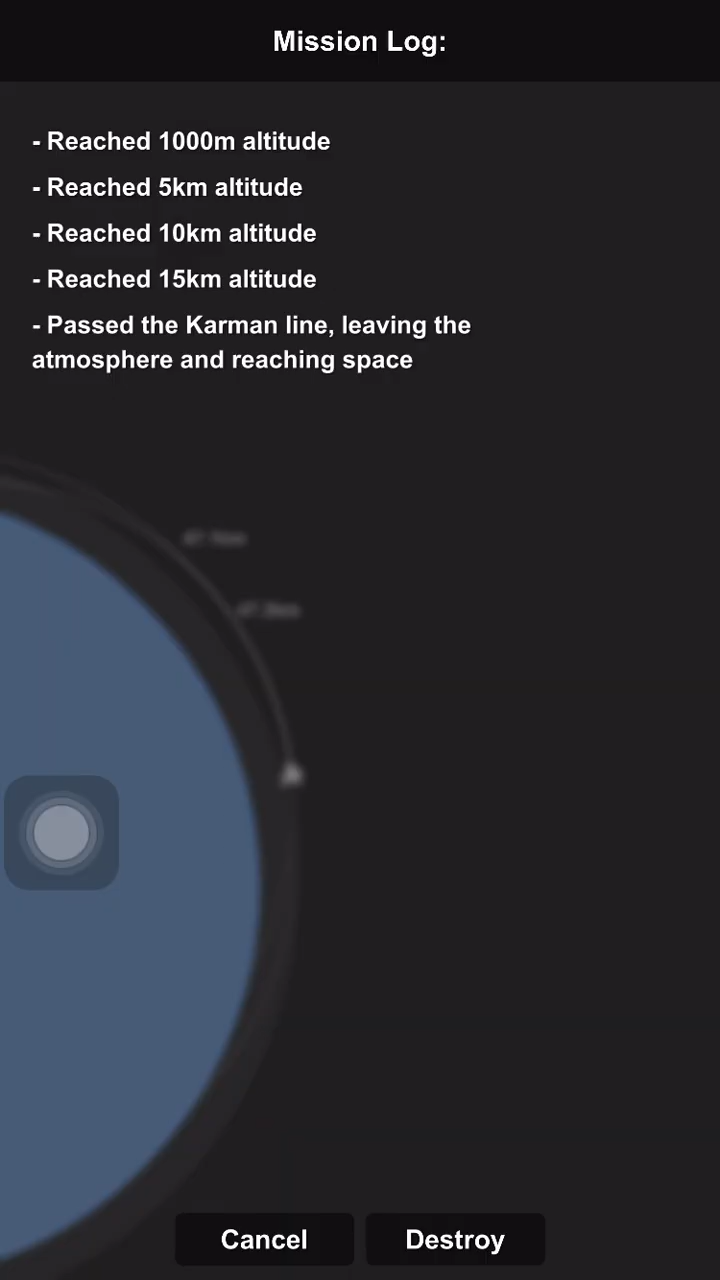 Mission Log:
- Reached 1000m altitude
- Reached 5km altitude
- Reached 10km altitude
- Reached 15km altitude
- Passed the Karman line, leaving the
atmosphere and reaching space
Cancel
Destroy